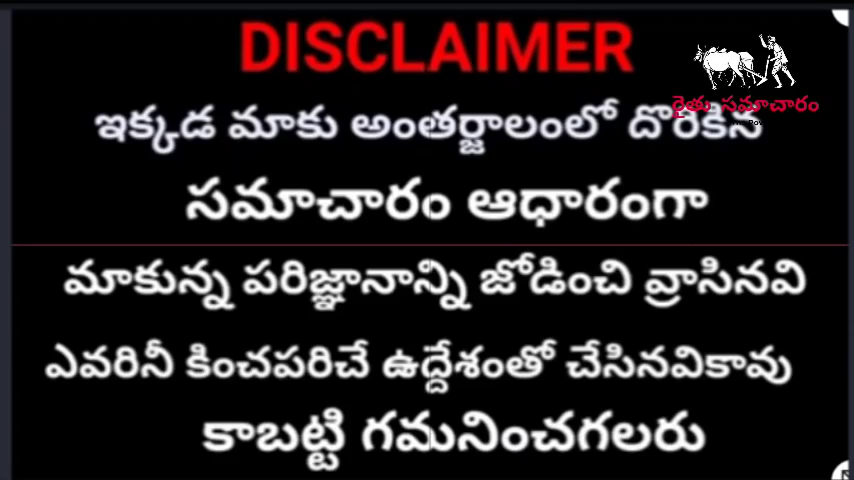 DISCLAIMER
ఇక్కడ మాకు అంతర్జాలంలో దొరికిన
రైతు సమాచారం
సమాచారం ఆధారంగా
మాకున్న పరిజ్ఞానాన్ని జోడించి వ్రాసినవి
ఎవరినీ కించపరిచే ఉద్దేశంతో చేసినవికావు
కాబట్టి గమనించగలరు